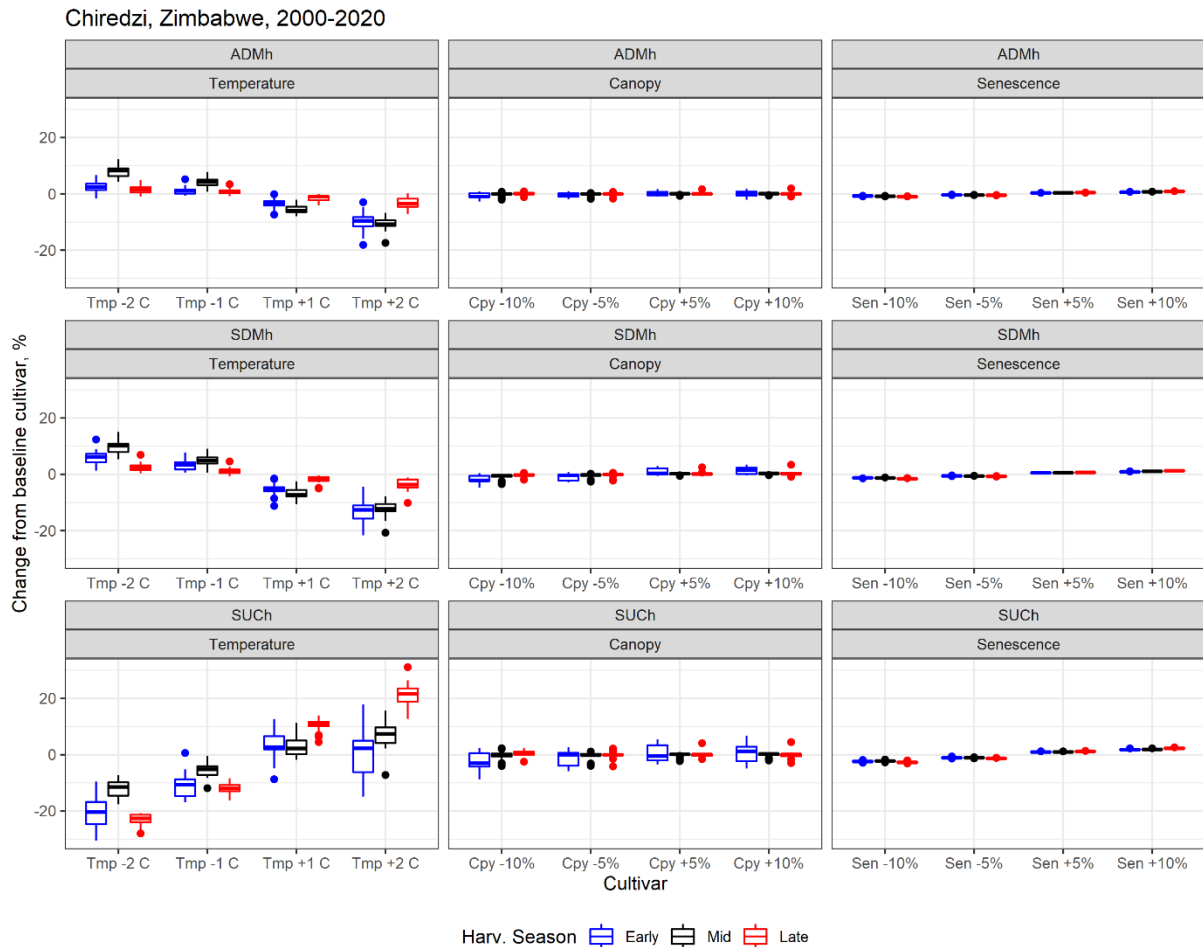 Chiredzi, Zimbabwe, 2000-2020
ADMh ADMh ADMh
Temperature Canopy Senescence
20
0
-20
Tmp -2 C Tmp -1 C Tmp +1 C Tmp +2 C Cpy -10% Cpy -5% Cpy +5% Cpy +10% Sen -10% Sen -5% Sen +5% Sen +10%
SDMh SDMh SDMh
Temperature Canopy Senescence
20
0
-20
Change from baseline cultivar, %
Tmp -2 C Tmp -1 C Tmp +1 C Tmp +2 C Cpy -10% Cpy -5% Cpy +5% Cpy +10% Sen -10% Sen -5% Sen +5% Sen +10%
SUCh SUCh SUCh
Temperature Canopy Senescence
20
0
-20
Tmp -2 C Tmp -1 C Tmp +1 C Tmp +2 C Cpy -10% Cpy -5% Cpy +5% Cpy +10% Sen -10% Sen -5% Sen +5% Sen +10%
Cultivar
Harv. Season Early Mid Late